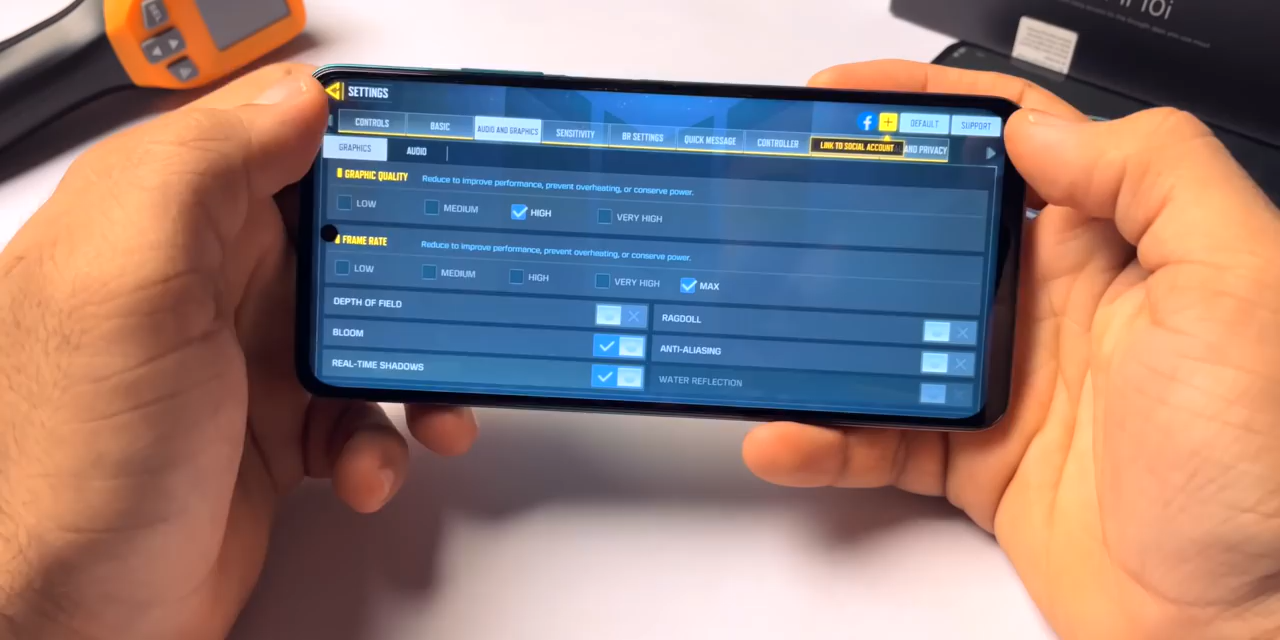 10i
SETTINGS
DEFAULT
SUPPORT
CONTROLS
BASIC
AUDIO AND GRAPHICS
SENSITIVITY
BR SETTINGS
QUICK MESSAGE
CONTROLLER
LINK TO SOCIAL ACCOUNT
AND PRIVACY
GRAPHICS
AUDIO
GRAPHIC QUALITY
Reduce to improve performance, prevent overheating, or conserve power.
LOW
MEDIUM
HIGH
VERY HIGH
FRAME RATE
Reduce to improve performance, prevent overheating, or conserve power.
LOW
MEDIUM
HIGH
VERY HIGH
MAX
DEPTH OF FIELD
RAGDOLL
BLOOM
ANTI-ALIASING
REAL-TIME SHADOWS
WATER REFLECTION